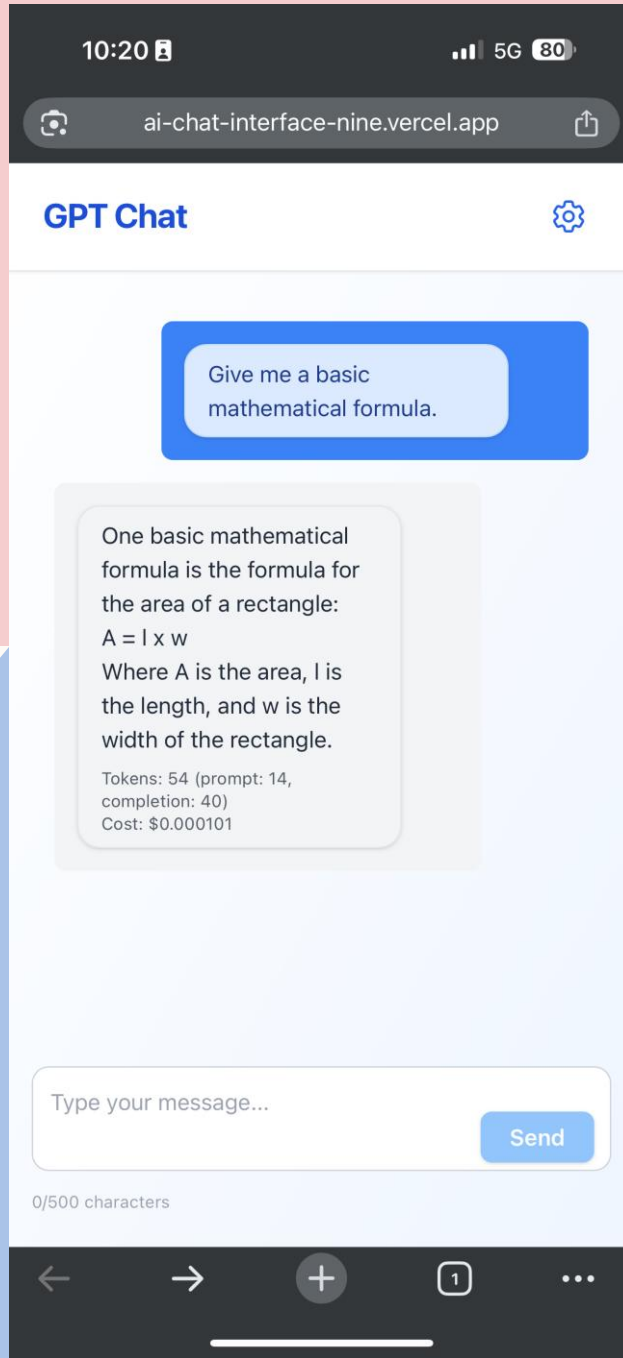 10:20
5G 80
ai-chat-interface-nine.vercel.app
GPT Chat
Give me a basic
mathematical formula.
One basic mathematical
formula is the formula for
the area of a rectangle:
A = l x w
Where A is the area, l is
the length, and w is the
width of the rectangle.
Tokens: 54 (prompt: 14,
completion: 40)
Cost: $0.000101
Type your message...
Send
0/500 characters
1